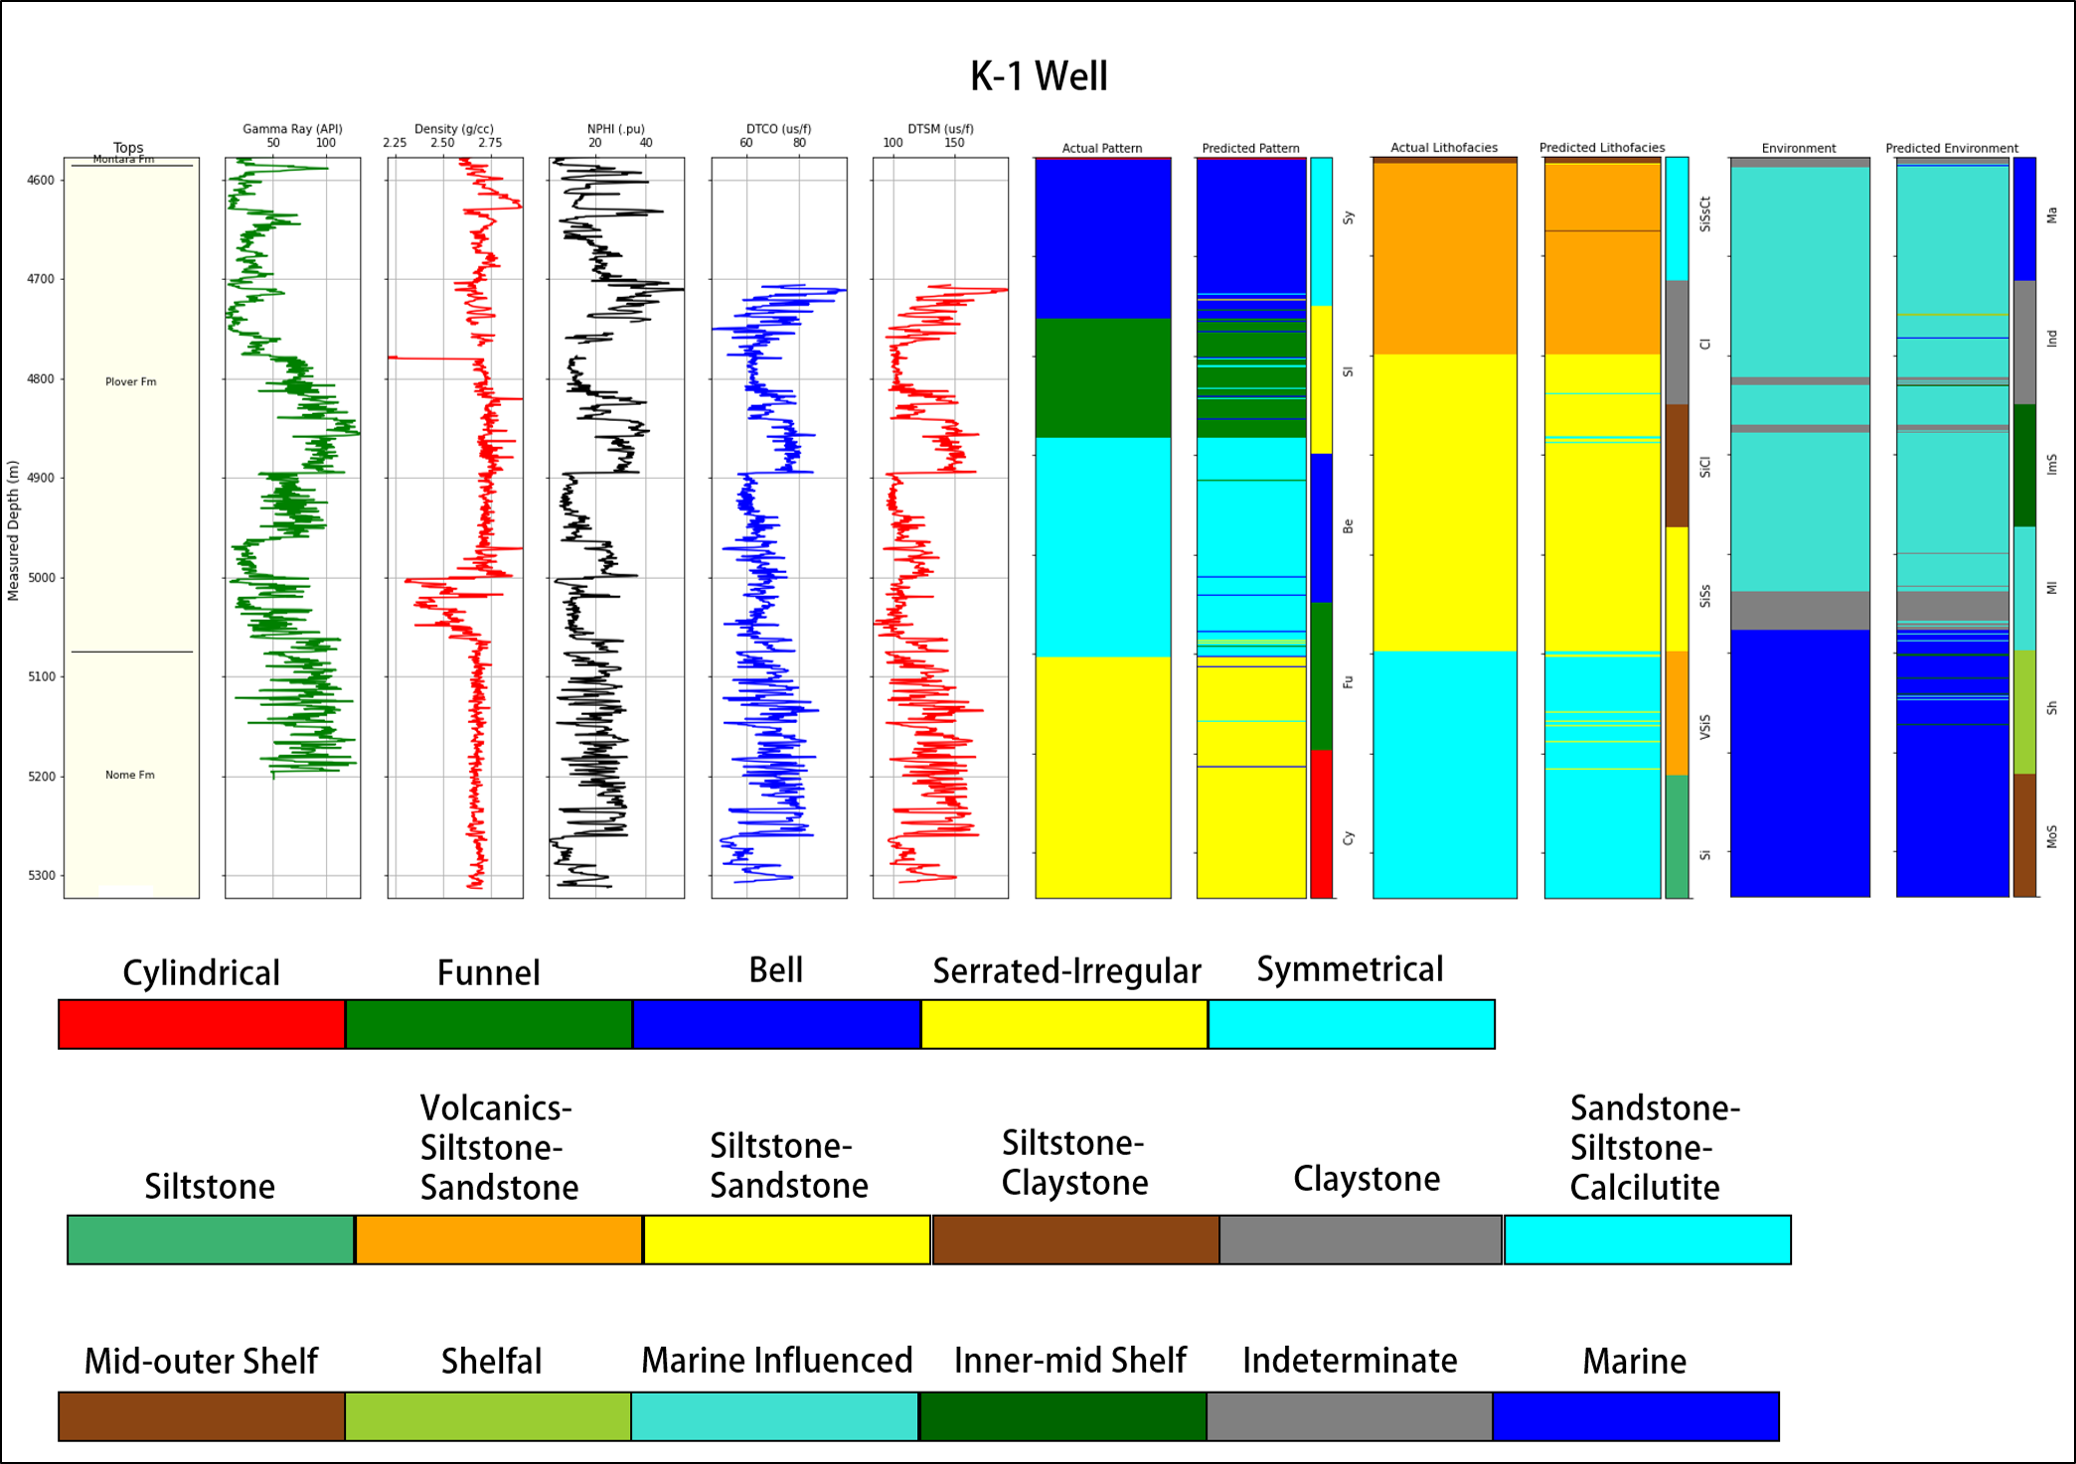 K-1 Well
Gamma Ray (API)
Density (g/cc)
NPHI (.pu)
DTCO (us/f)
DTSM (us/f)
50 100
2.25 2.50 2.75
20 40
60 80
100 150
Tops
Actual Pattern
Predicted Pattern
Actual Lithofacies
Predicted Lithofacies
Environment
Predicted Environment
Montara Fm
Plover Fm
Nome Fm
Measured Depth (m)
4600
4700
4800
4900
5000
5100
5200
5300
Sy
SI
Be
Fu
Cy
SiSsCt
Cl
SiCl
SiSs
VSiS
Si
Ma
Ind
ImS
MI
Sh
MoS
Cylindrical
Funnel
Bell
Serrated-Irregular
Symmetrical
Siltstone
Volcanics-
Siltstone-
Sandstone
Siltstone-
Sandstone
Siltstone-
Claystone
Claystone
Sandstone-
Siltstone-
Calcilutite
Mid-outer Shelf
Shelfal
Marine Influenced
Inner-mid Shelf
Indeterminate
Marine